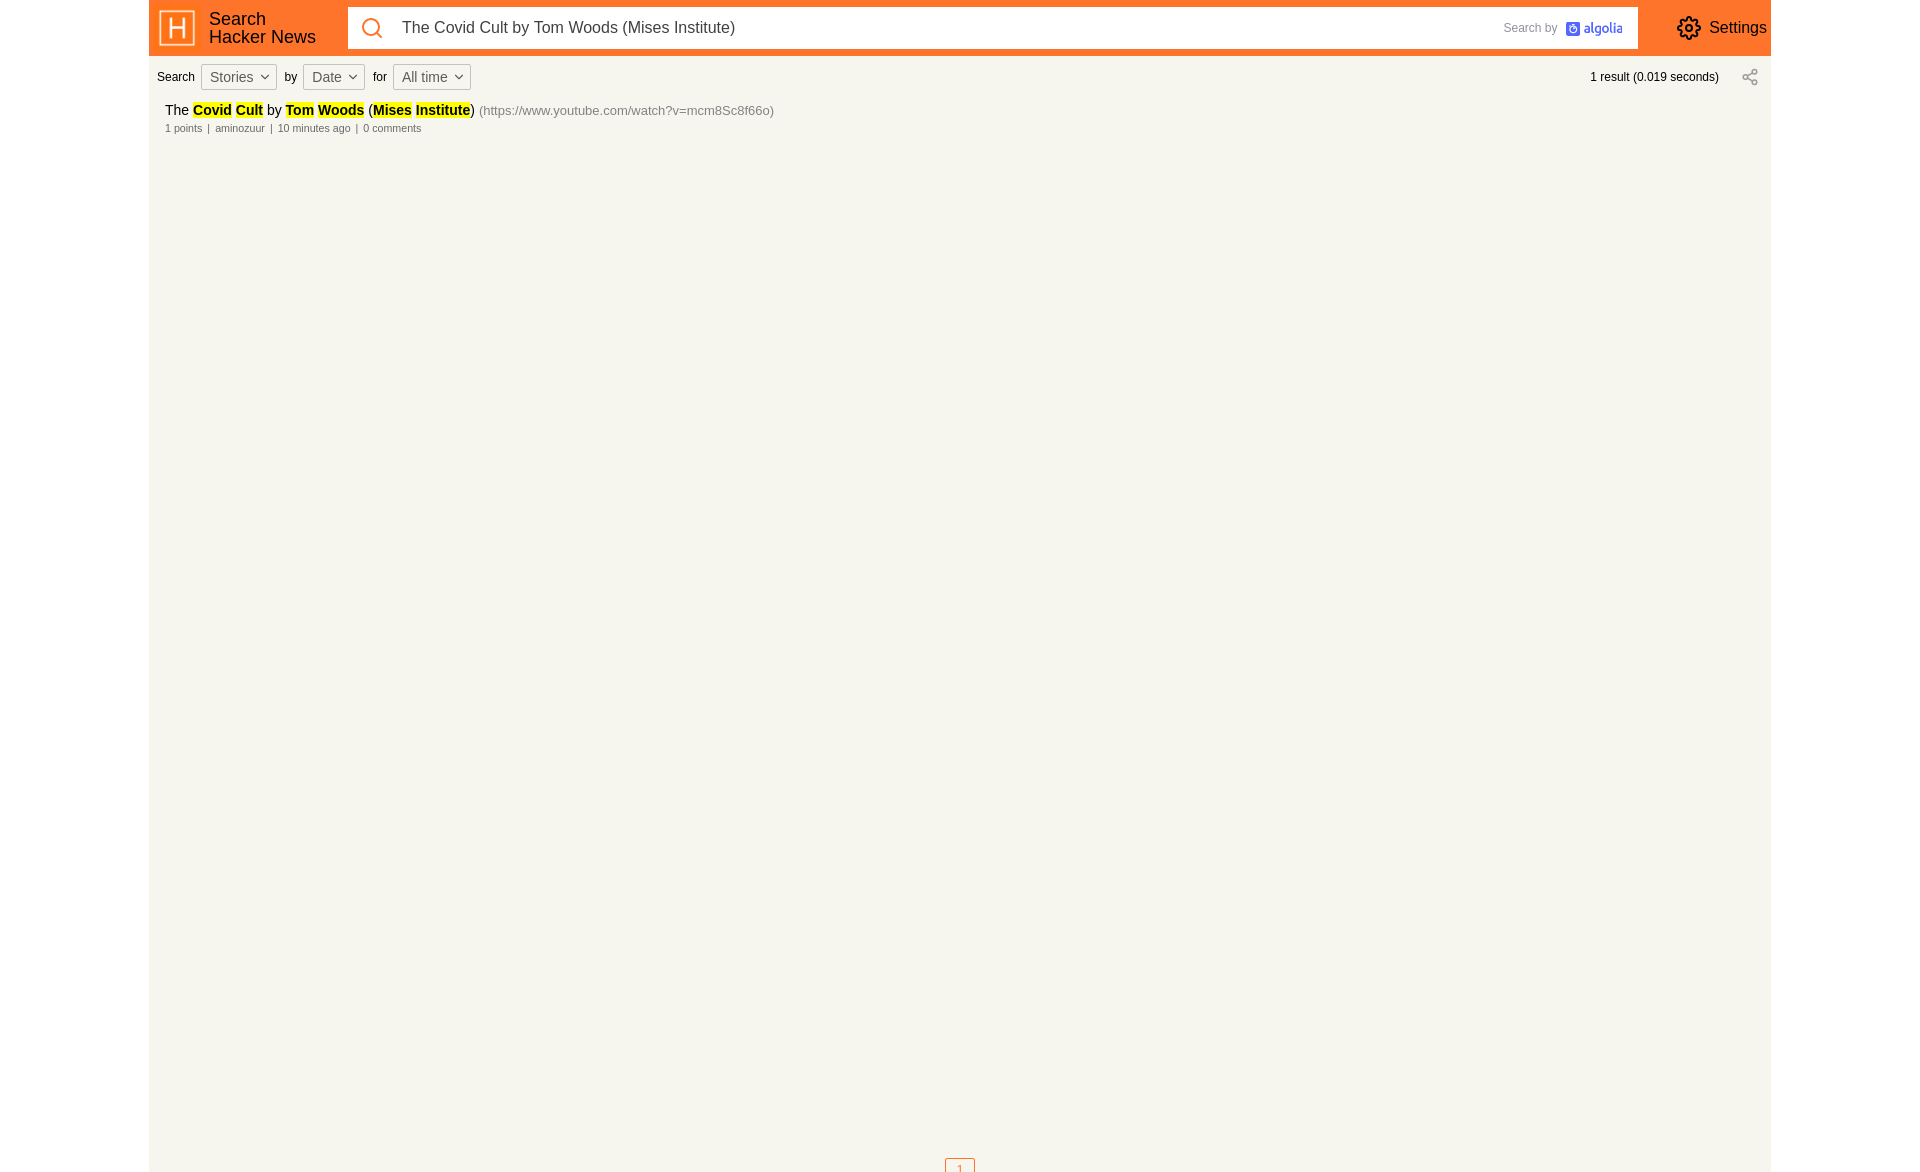 Search
Hacker News
The Covid Cult by Tom Woods (Mises Institute)
Search by algolia
Settings
Search Stories by Date for All time
1 result (0.019 seconds)
The Covid Cult by Tom Woods (Mises Institute) (https://www.youtube.com/watch?v=mcm8Sc8f66o)
1 points | aminozuur | 10 minutes ago | 0 comments
1